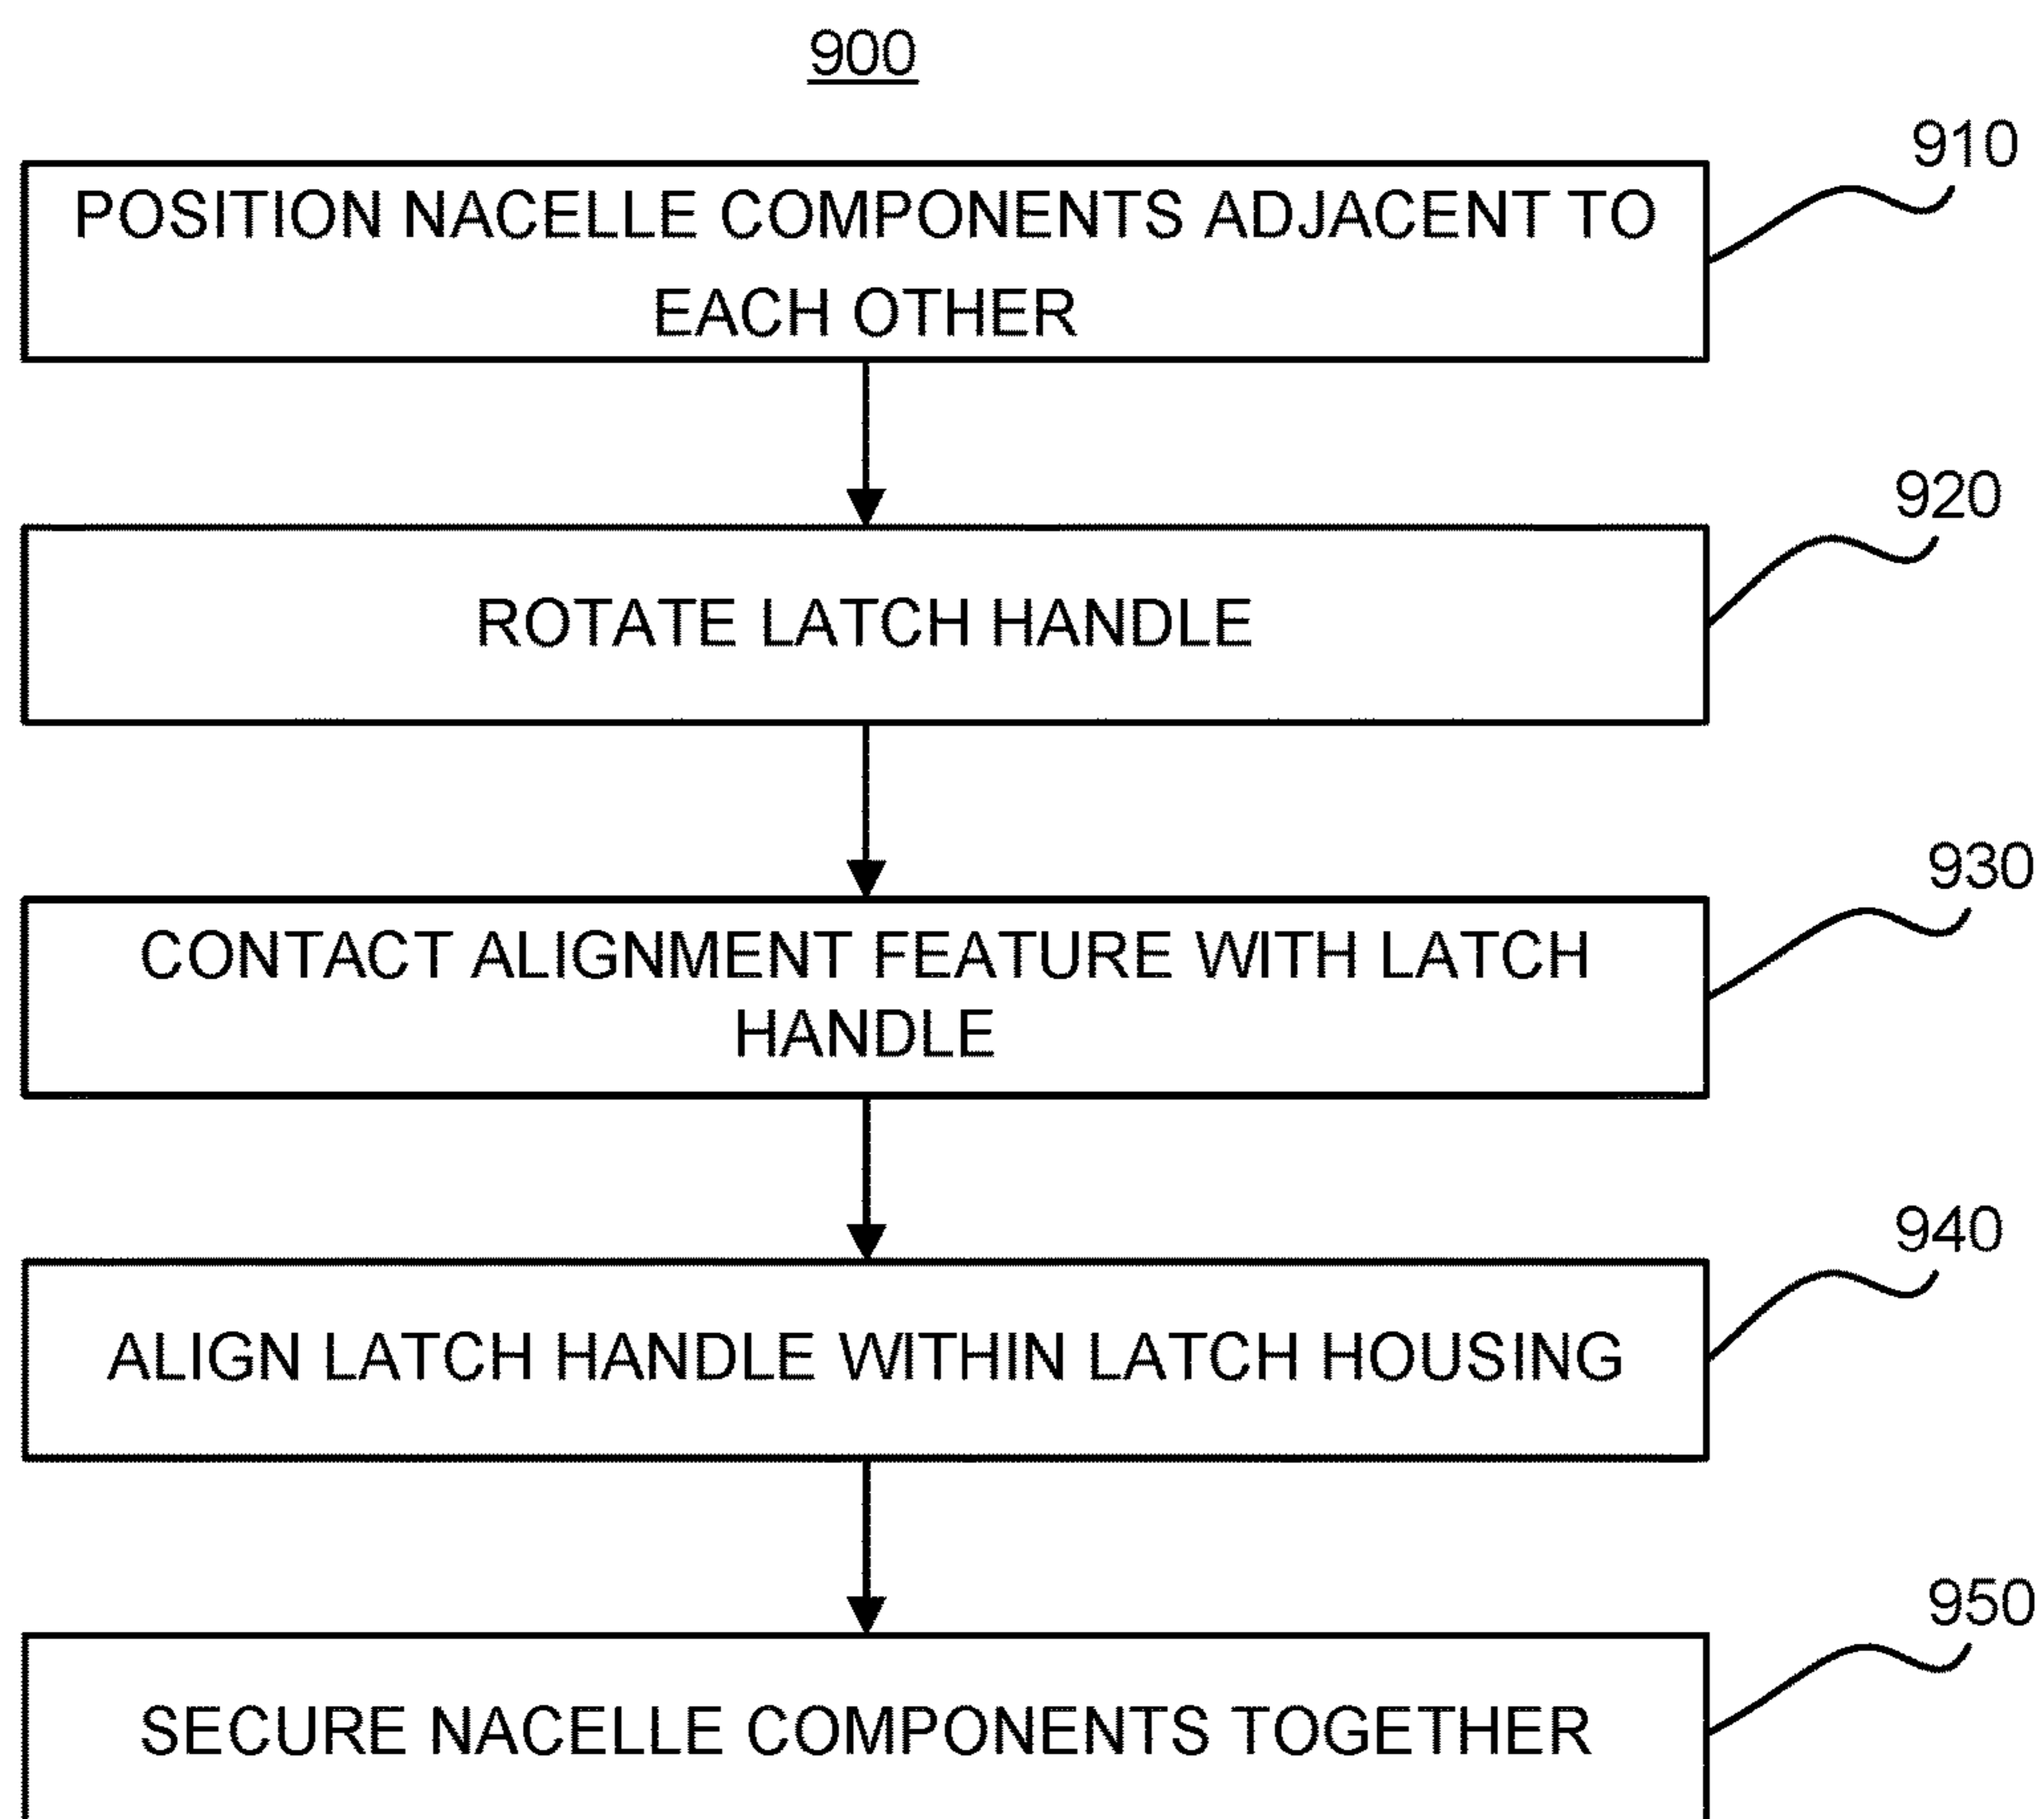 900
910
POSITION NACELLE COMPONENTS ADJACENT TO
EACH OTHER
920
ROTATE LATCH HANDLE
930
CONTACT ALIGNMENT FEATURE WITH LATCH
HANDLE
940
ALIGN LATCH HANDLE WITHIN LATCH HOUSING
950
SECURE NACELLE COMPONENTS TOGETHER